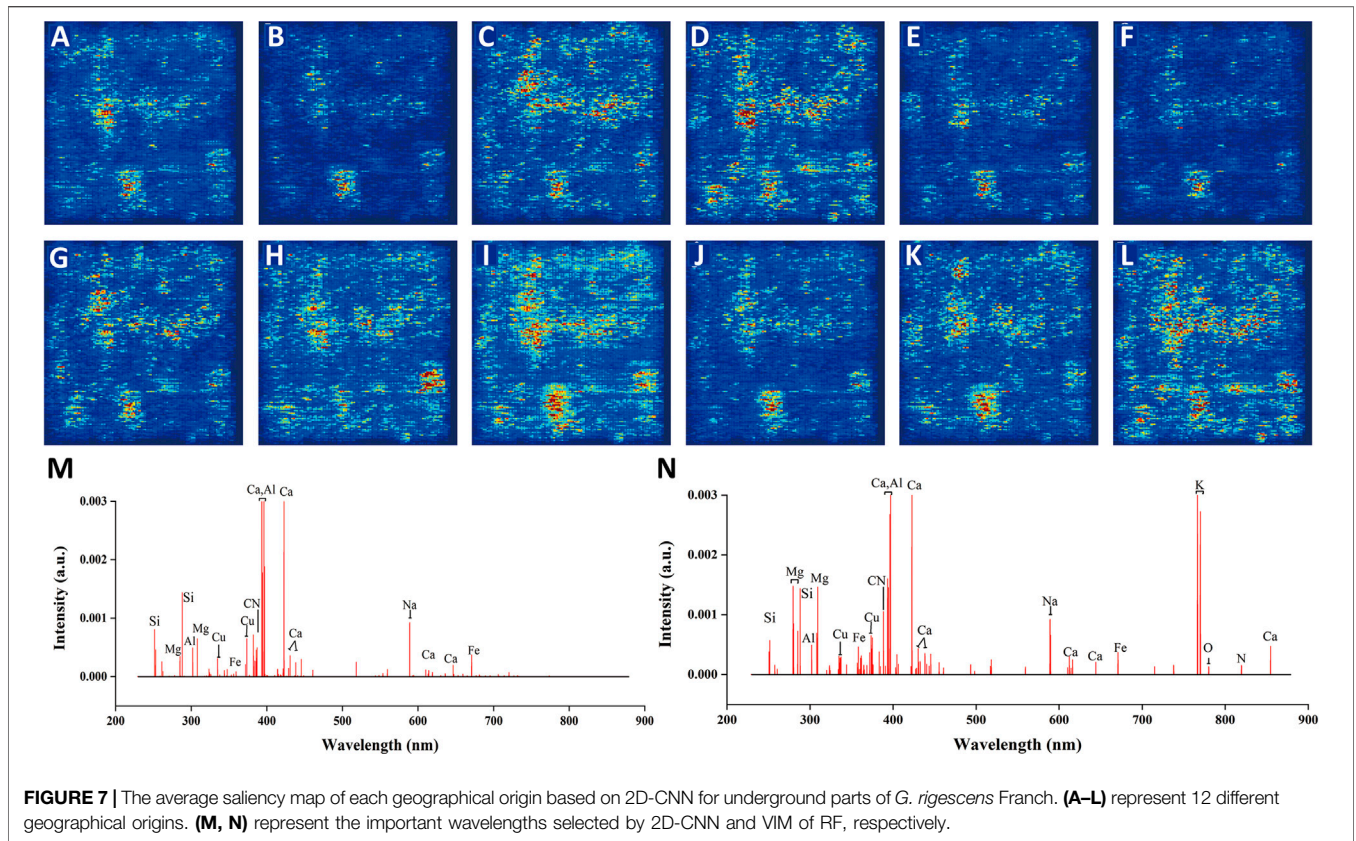 A B C D E F
G H I J K L
M
N
Ca,Al Ca
0.003
0.002
0.001
0.000
Intensity (a.u.)
Si
Mg
Si
Al
Mg
Cu
Fe
Cu
CN
Ca
Na
Ca
Ca
Fe
200 300 400 500 600 700 800 900
Wavelength (nm)
Ca,Al Ca
K
0.003
0.002
0.001
0.000
Intensity (a.u.)
Si
Mg
Si
Al
Mg
Cu
Fe
Cu
CN
Ca
Na
Ca
Ca
Fe
O
N
Ca
200 300 400 500 600 700 800 900
Wavelength (nm)
FIGURE 7 | The average saliency map of each geographical origin based on 2D-CNN for underground parts of G. rigescens Franch. (A–L) represent 12 different
geographical origins. (M, N) represent the important wavelengths selected by 2D-CNN and VIM of RF, respectively.